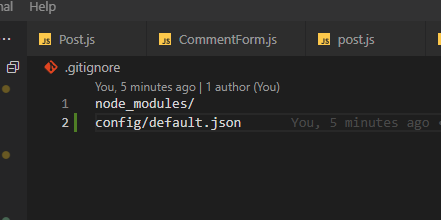 nal Help
Post.js CommentForm.js post.js
.gitignore
You, 5 minutes ago | 1 author (You)
1 node_modules/
2 config/default.json You, 5 minutes ago